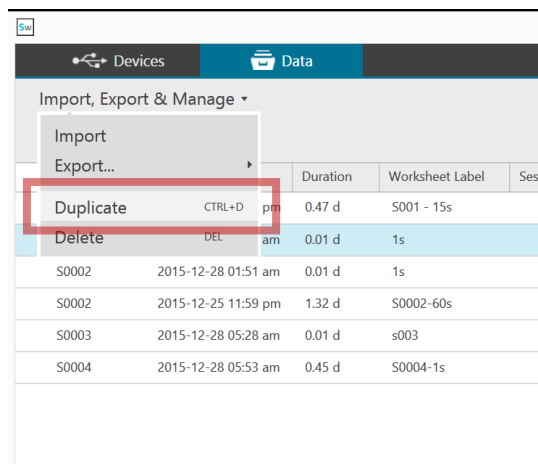 Sw
Devices Data
Import, Export & Manage
Import
Export...
Duration Worksheet Label Ses
Duplicate CTRL+D pm 0.47 d S001 - 15s
Delete DEL am 0.01 d 1s
S0002 2015-12-28 01:51 am 0.01 d 1s
S0002 2015-12-25 11:59 pm 1.32 d S0002-60s
S0003 2015-12-28 05:28 am 0.01 d s003
S0004 2015-12-28 05:53 am 0.45 d S0004-1s